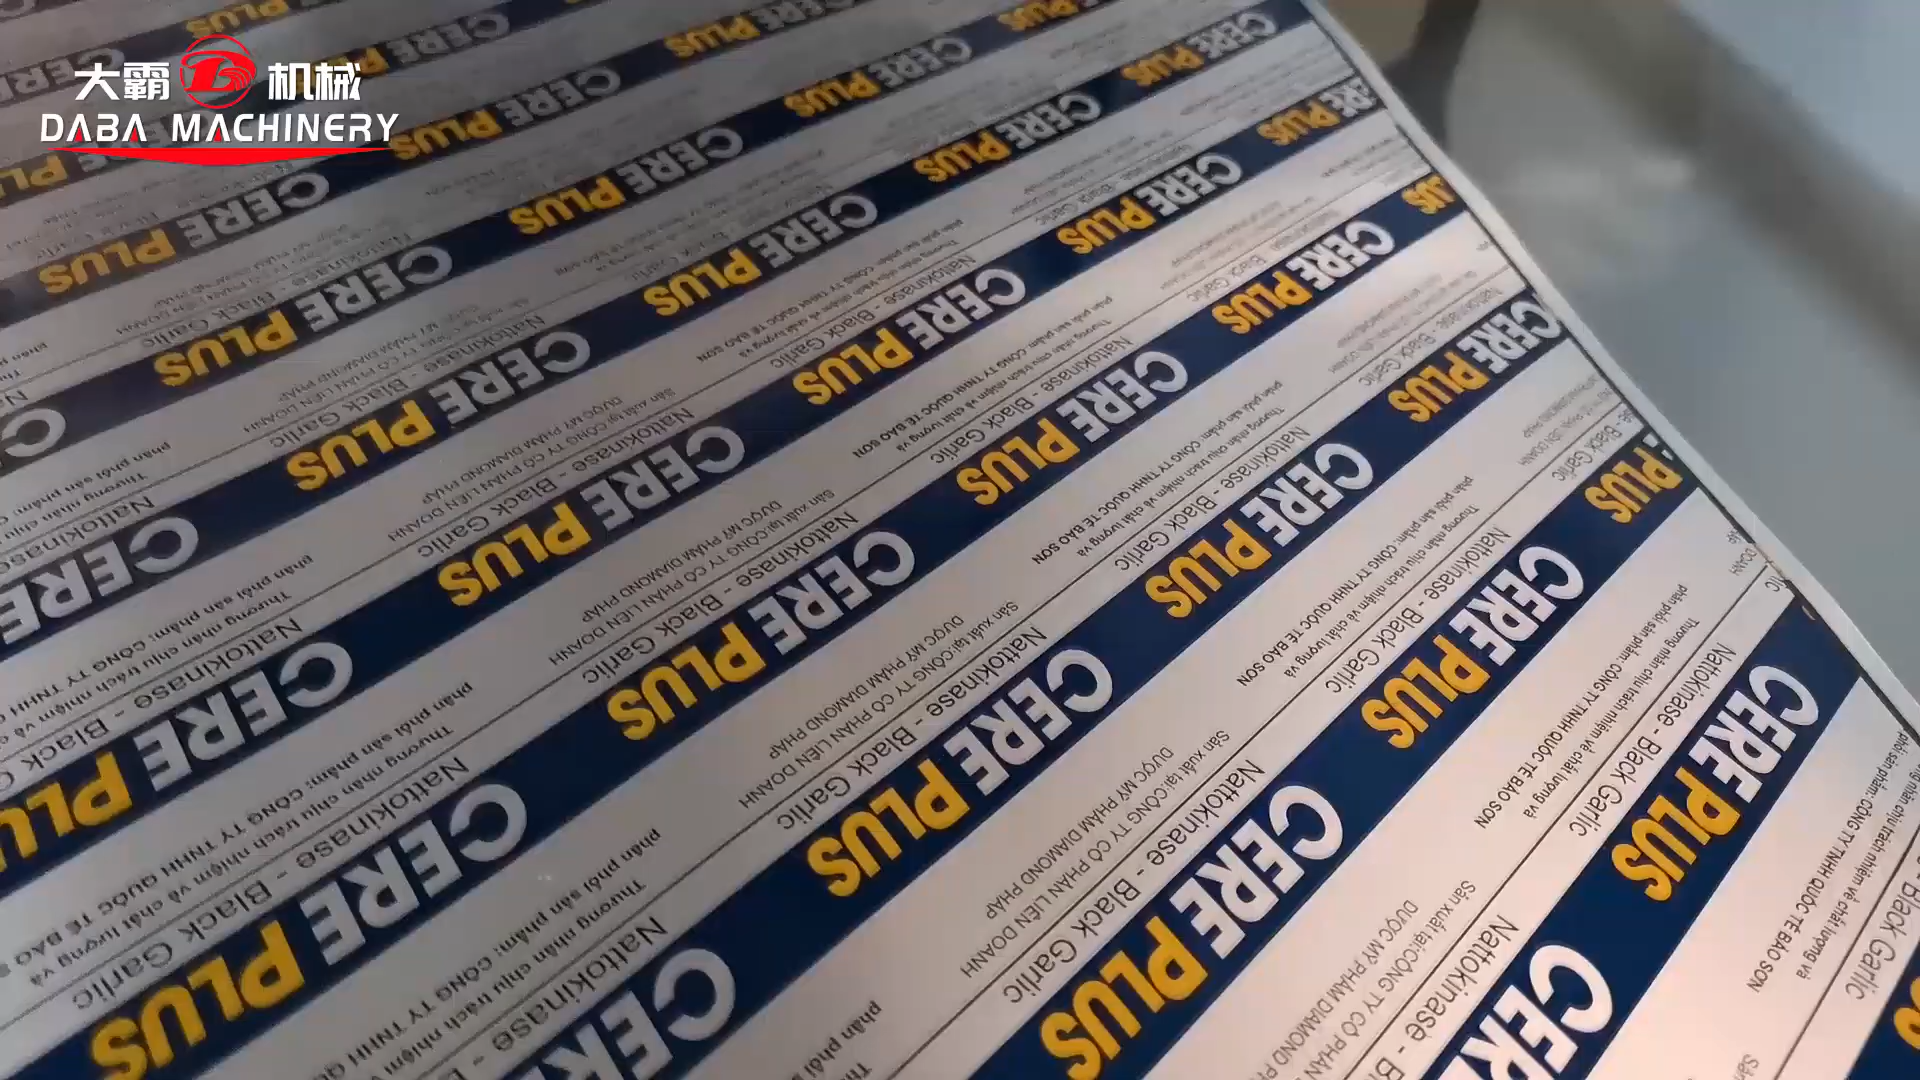 大霸机械
DABA MACHINERY
CERE PLUS
Nattokinase - Black Garlic
Sản xuất tại:CÔNG TY CỔ PHẦN LIÊN DOANH
DƯỢC MỸ PHẨM DIAMOND PHÁP
Thương nhân chịu trách nhiệm về chất lượng và
phân phối sản phẩm: CÔNG TY TNHH QUỐC TẾ BẢO SƠN